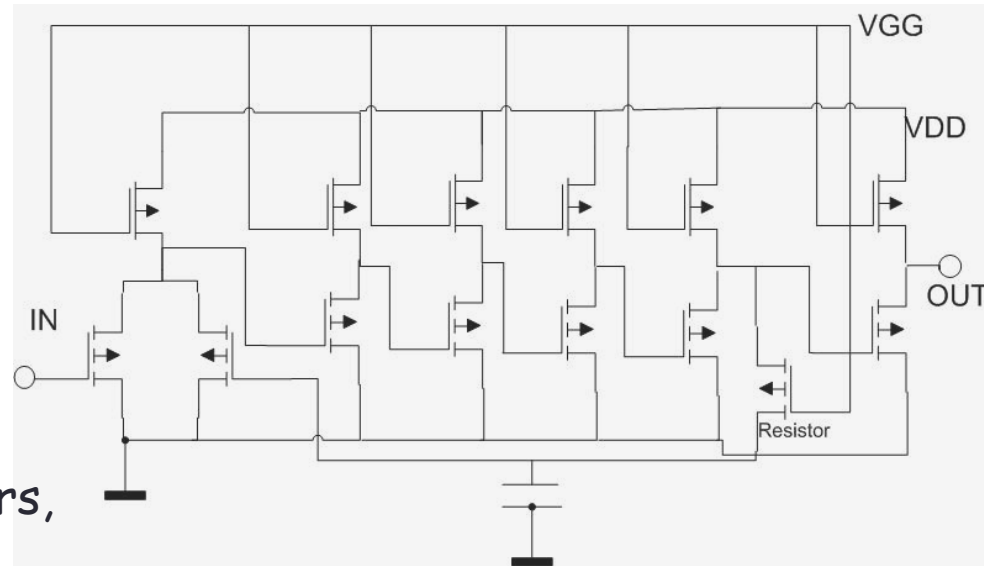 VGG
VDD
IN
OUT
Resistor
rs,